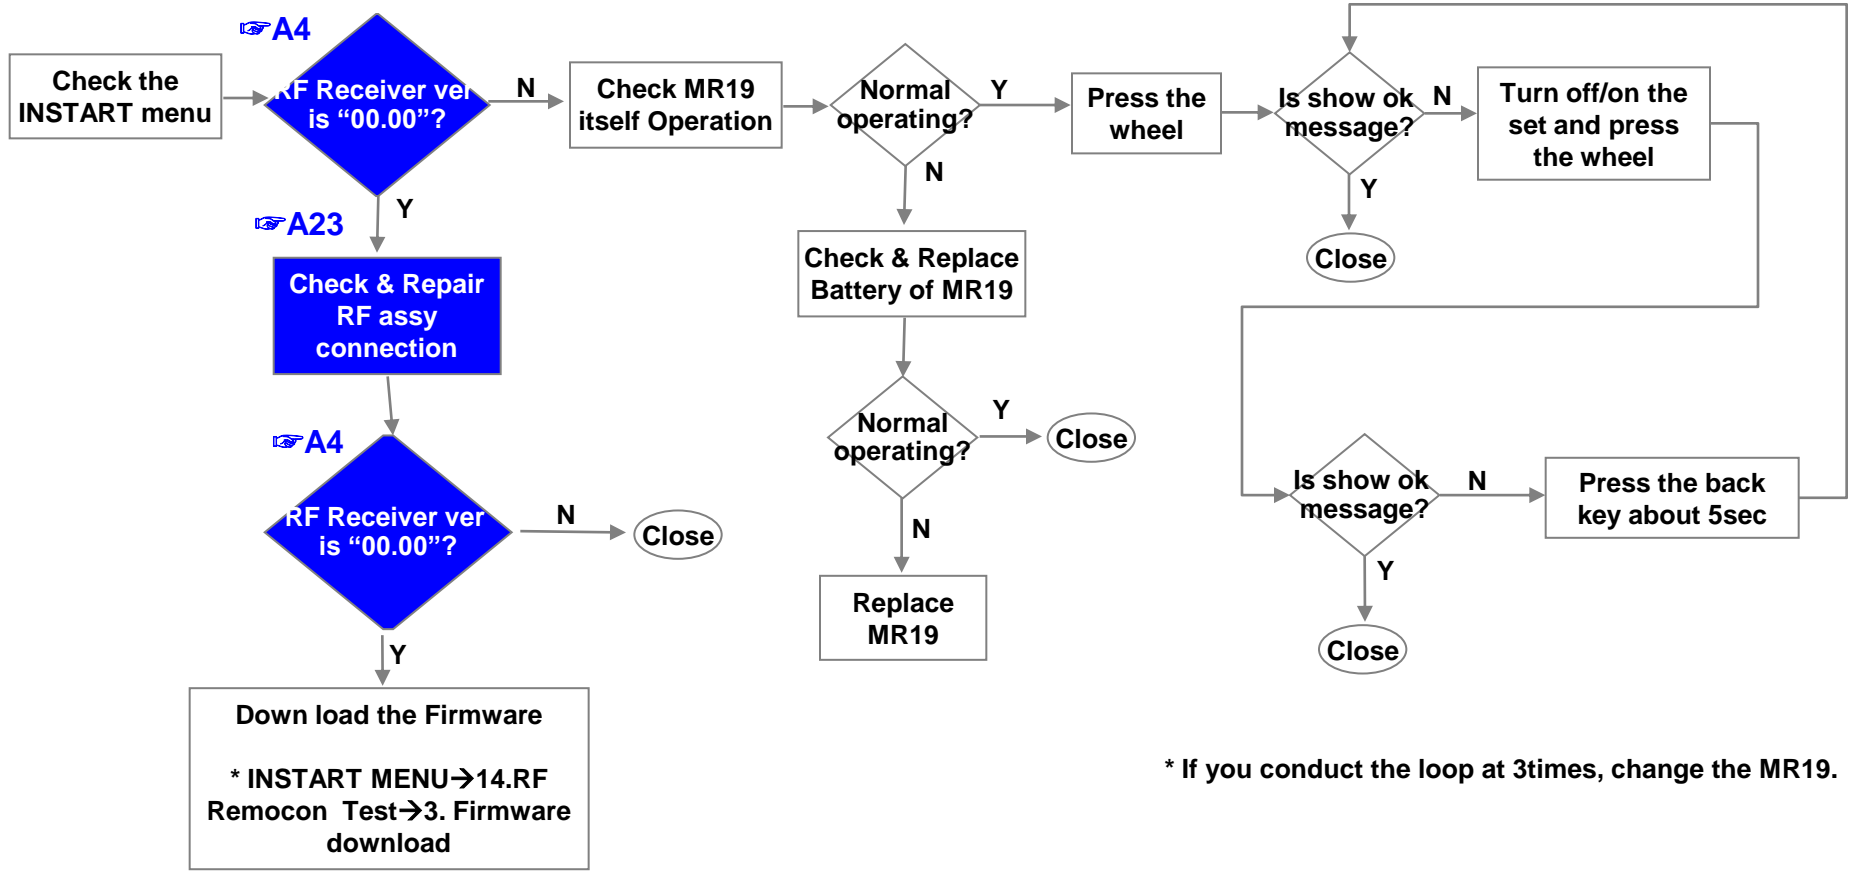 ☞A4
Check the
INSTART menu
RF Receiver ver
is “00.00”?
N
Check MR19
itself Operation
Normal
operating?
Y
Press the
wheel
Is show ok
message?
N
Turn off/on the
set and press
the wheel
Y
☞A23
N
Y
Close
Check & Repair
RF assy
connection
Check & Replace
Battery of MR19
☞A4
RF Receiver ver
is “00.00”?
N
Close
Normal
operating?
Y
Close
Is show ok
message?
N
Press the back
key about 5sec
N
Y
Replace
MR19
Close
Y
Down load the Firmware
* INSTART MENU→14.RF
Remocon Test→3. Firmware
download
* If you conduct the loop at 3times, change the MR19.